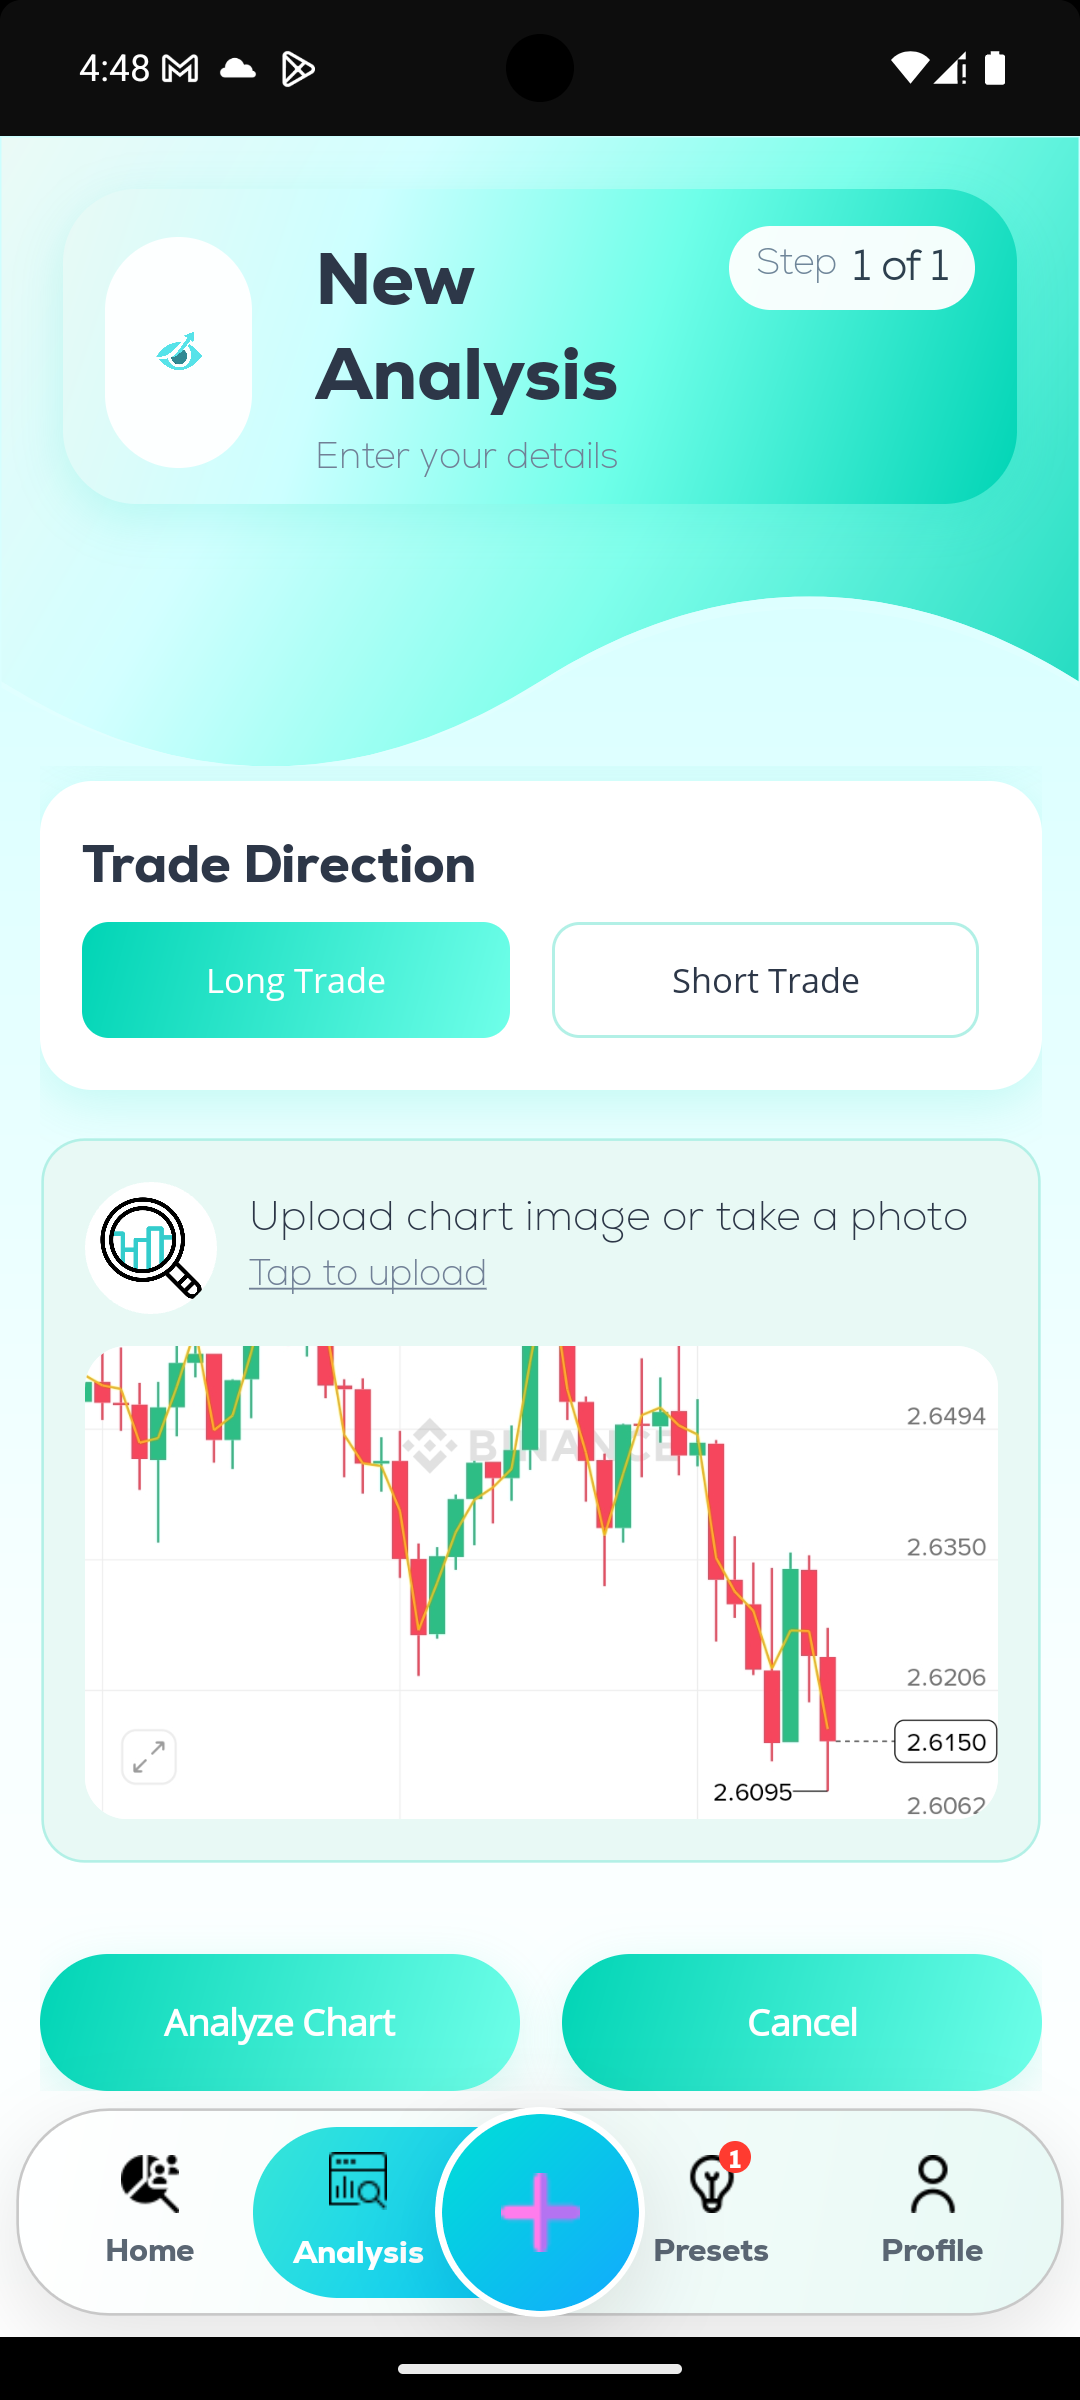 4:48
New
Analysis
Enter your details
Step 1 of 1
Trade Direction
Long Trade
Short Trade
Upload chart image or take a photo
Tap to upload
BINANCE
2.6494
2.6350
2.6206
2.6150
2.6095
2.6062
Analyze Chart
Cancel
1
Home
Analysis
Presets
Profile